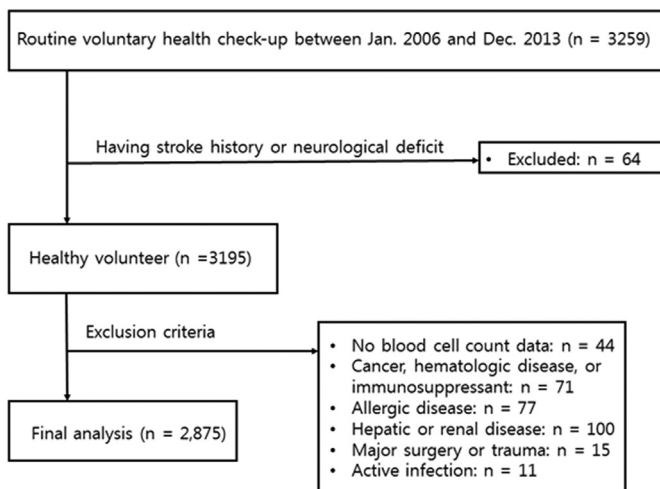 Routine voluntary health check-up between Jan. 2006 and Dec. 2013 (n = 3259)
Having stroke history or neurological deficit
• Excluded: n = 64
Healthy volunteer (n =3195)
Exclusion criteria
• No blood cell count data: n = 44
• Cancer, hematologic disease, or
immunosuppressant: n = 71
• Allergic disease: n = 77
• Hepatic or renal disease: n = 100
• Major surgery or trauma: n = 15
• Active infection: n = 11
Final analysis (n = 2,875)